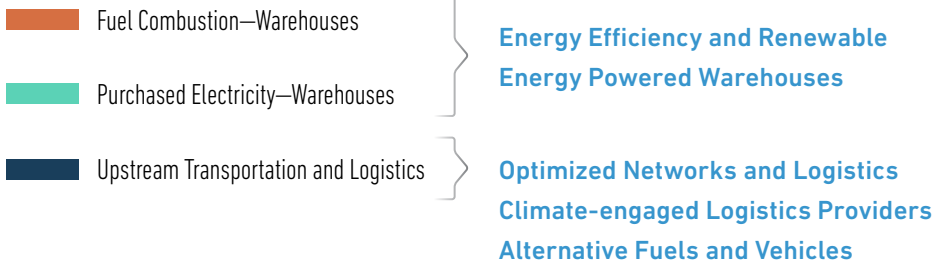 Fuel Combustion—Warehouses
Purchased Electricity—Warehouses
Energy Efficiency and Renewable
Energy Powered Warehouses
Upstream Transportation and Logistics
Optimized Networks and Logistics
Climate-engaged Logistics Providers
Alternative Fuels and Vehicles